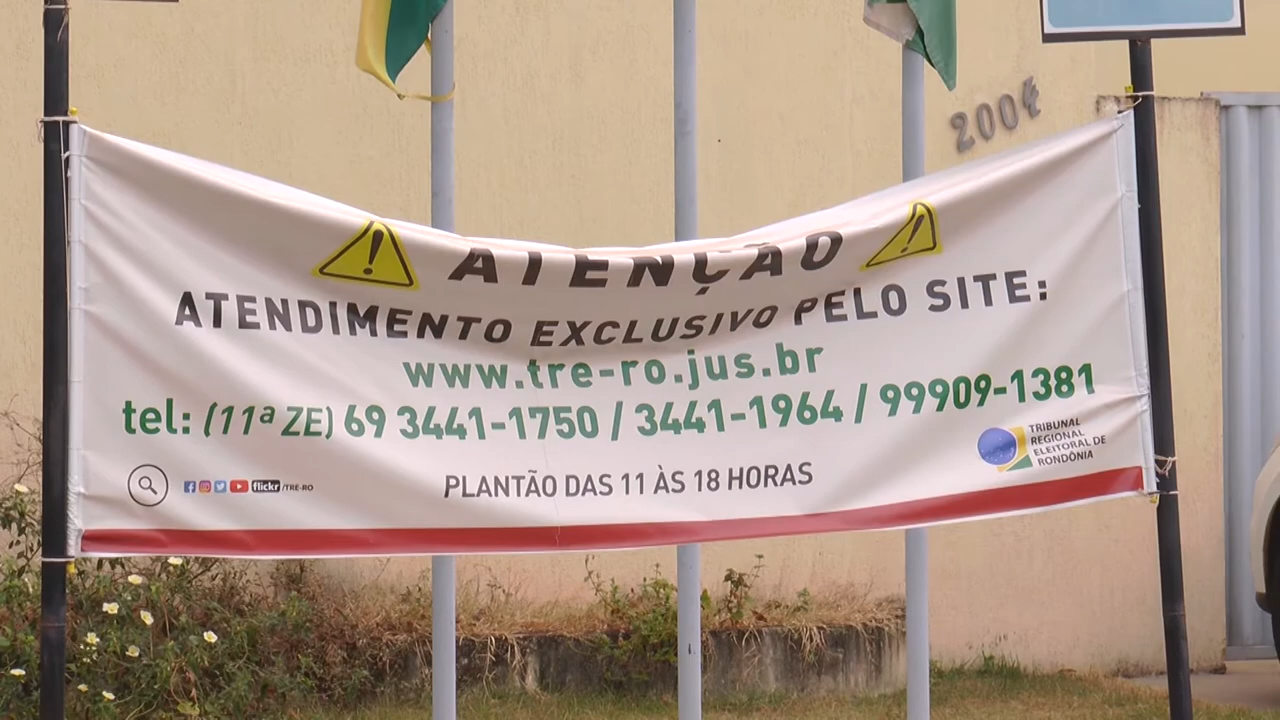 2004
ATENÇÃO
ATENDIMENTO EXCLUSIVO PELO SITE:
www.tre-ro.jus.br
tel: (11ª ZE) 69 3441-1750 / 3441-1964 / 99909-1381
TRIBUNAL
REGIONAL
ELEITORAL DE
RONDÔNIA
PLANTÃO DAS 11 ÀS 18 HORAS
flickr /TRE-RO